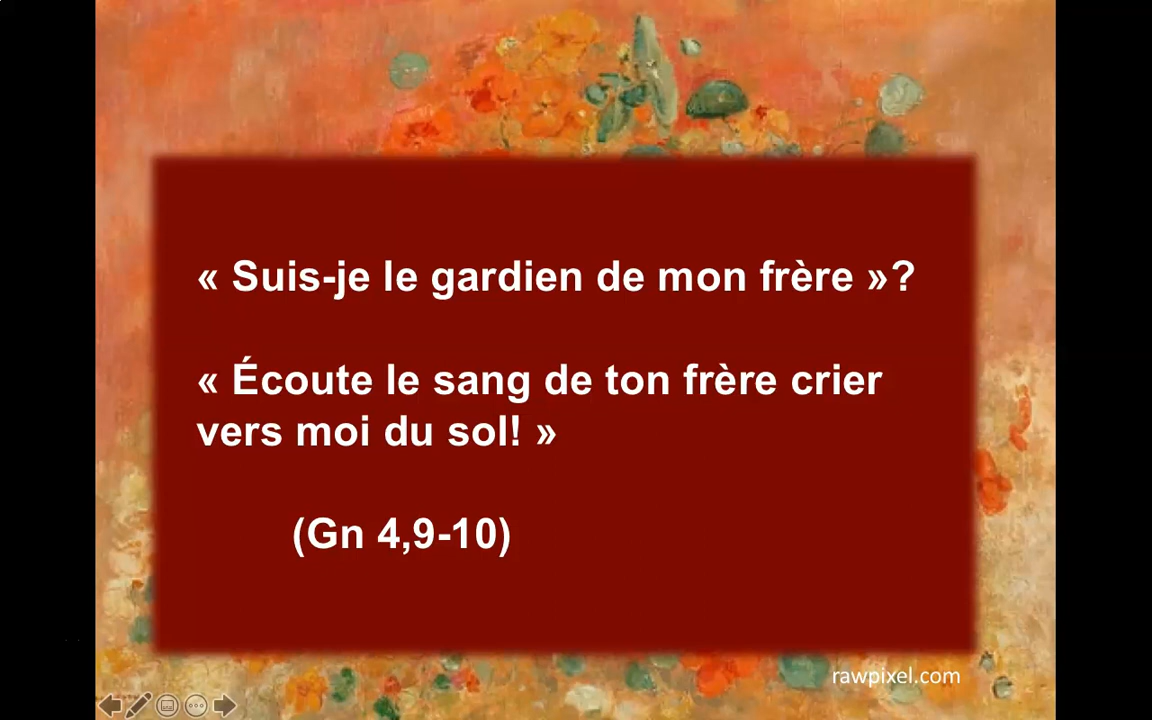 « Suis-je le gardien de mon frère »?
« Écoute le sang de ton frère crier
vers moi du sol! »
(Gn 4,9-10)
rawpixel.com